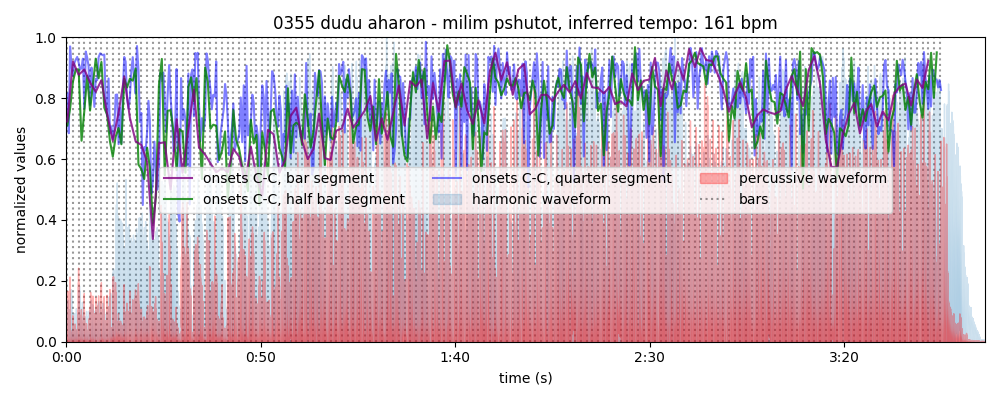 0355 dudu aharon - milim pshutot, inferred tempo: 161 bpm
normalized values
1.0
0.8
0.6
0.4
0.2
0.0
onsets C-C, bar segment
onsets C-C, half bar segment
onsets C-C, quarter segment
harmonic waveform
percussive waveform
bars
0:00 0:50 1:40 2:30 3:20
time (s)